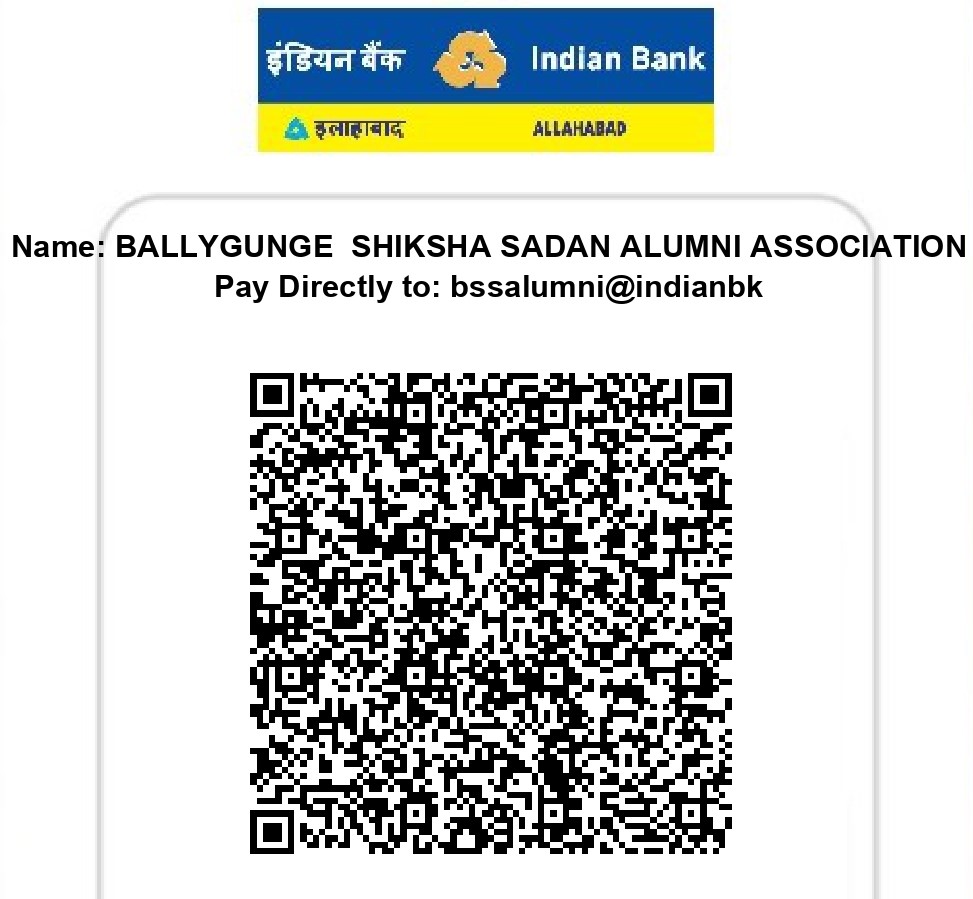 इंडियन बैंक Indian Bank
इलाहाबाद ALLAHABAD
Name: BALLYGUNGE  SHIKSHA SADAN ALUMNI ASSOCIATION
Pay Directly to: bssalumni@indianbk